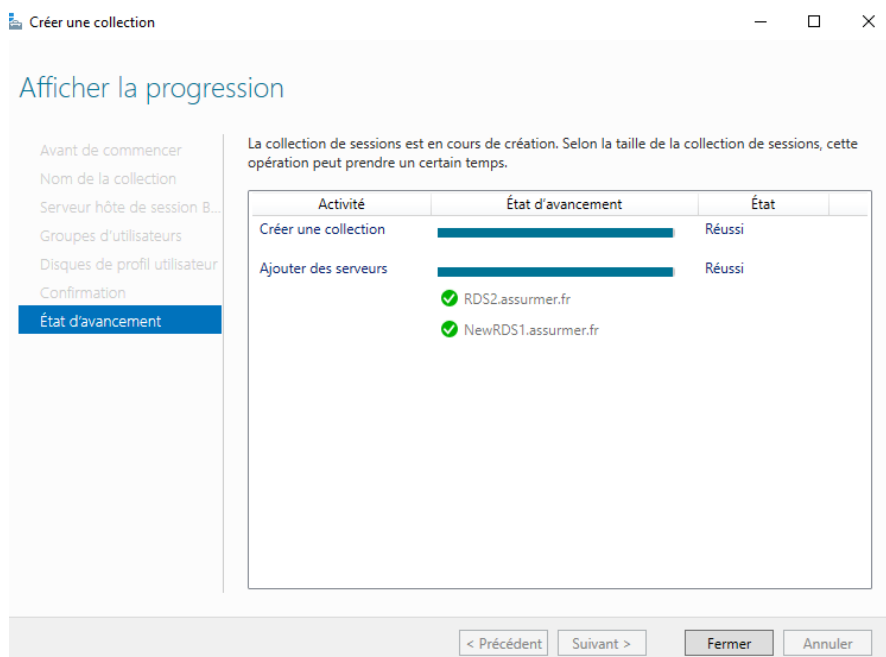 Créer une collection
Afficher la progression
Avant de commencer
Nom de la collection
Serveur hôte de session B...
Groupes d'utilisateurs
Disques de profil utilisateur
Confirmation
État d'avancement
La collection de sessions est en cours de création. Selon la taille de la collection de sessions, cette
opération peut prendre un certain temps.
Activité État d'avancement État
Créer une collection Réussi
Ajouter des serveurs Réussi
RDS2.assurmer.fr
NewRDS1.assurmer.fr
< Précédent Suivant > Fermer Annuler